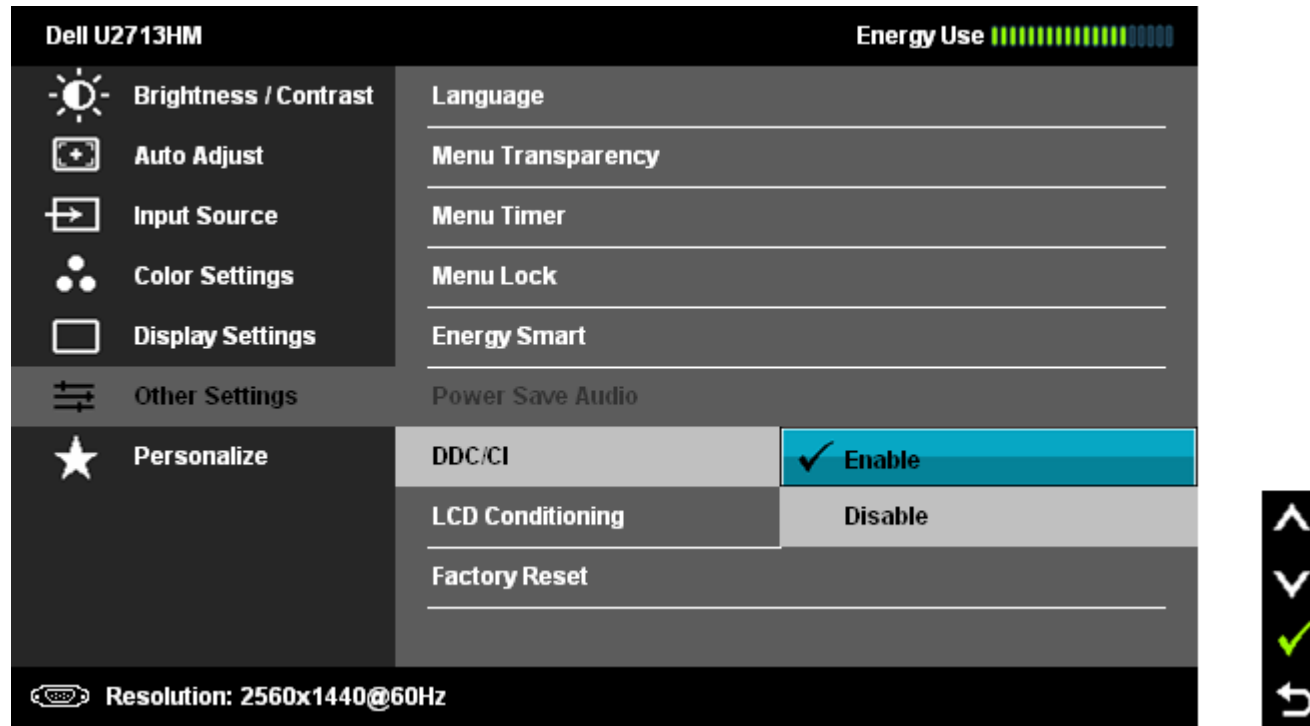 Dell U2713HM Energy Use
Brightness / Contrast Language
Auto Adjust Menu Transparency
Input Source Menu Timer
Color Settings Menu Lock
Display Settings Energy Smart
Other Settings Power Save Audio
Personalize DDC/CI Enable
LCD Conditioning Disable
Factory Reset
Resolution: 2560x1440@60Hz